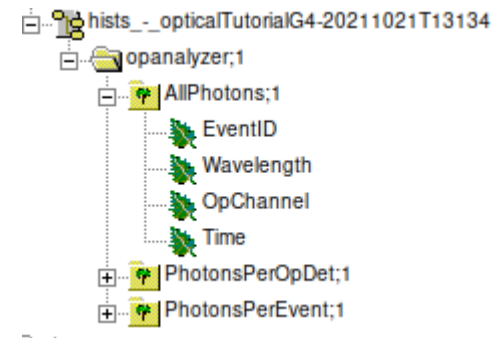 hists_-_opticalTutorialG4-20211021T13134
opanalyzer;1
AllPhotons;1
EventID
Wavelength
OpChannel
Time
PhotonsPerOpDet;1
PhotonsPerEvent;1